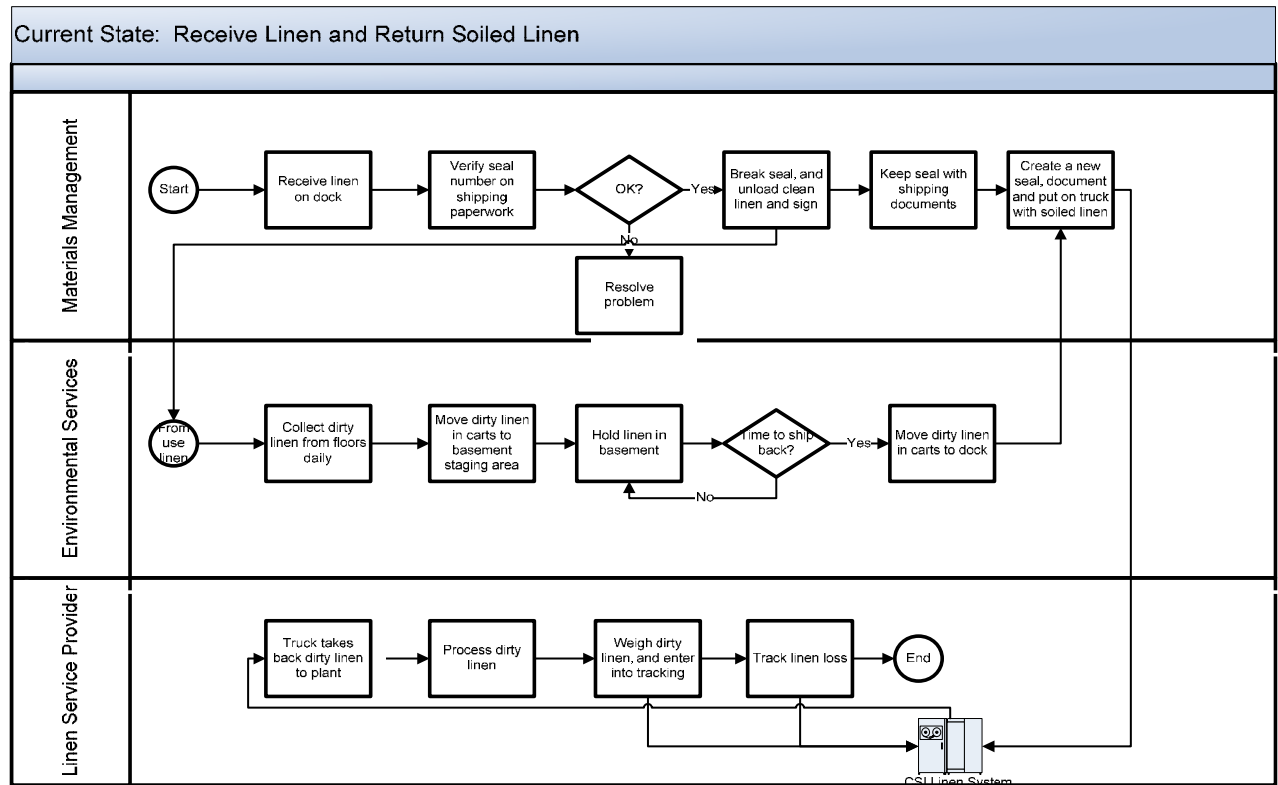 Current State:  Receive Linen and Return Soiled Linen
Materials Management
Start
Receive linen
on dock
Verify seal
number on
shipping
paperwork
OK?
Yes
Break seal, and
unload clean
linen and sign
Keep seal with
shipping
documents
Create a new
seal, document
and put on truck
with soiled linen
No
Resolve
problem
Environmental Services
From
use
linen
Collect dirty
linen from floors
daily
Move dirty linen
in carts to
basement
staging area
Hold linen in
basement
Time to ship
back?
Yes
Move dirty linen
in carts to dock
No
Linen Service Provider
Truck takes
back dirty linen
to plant
Process dirty
linen
Weigh dirty
linen, and enter
into tracking
Track linen loss
End
CSI Linen System